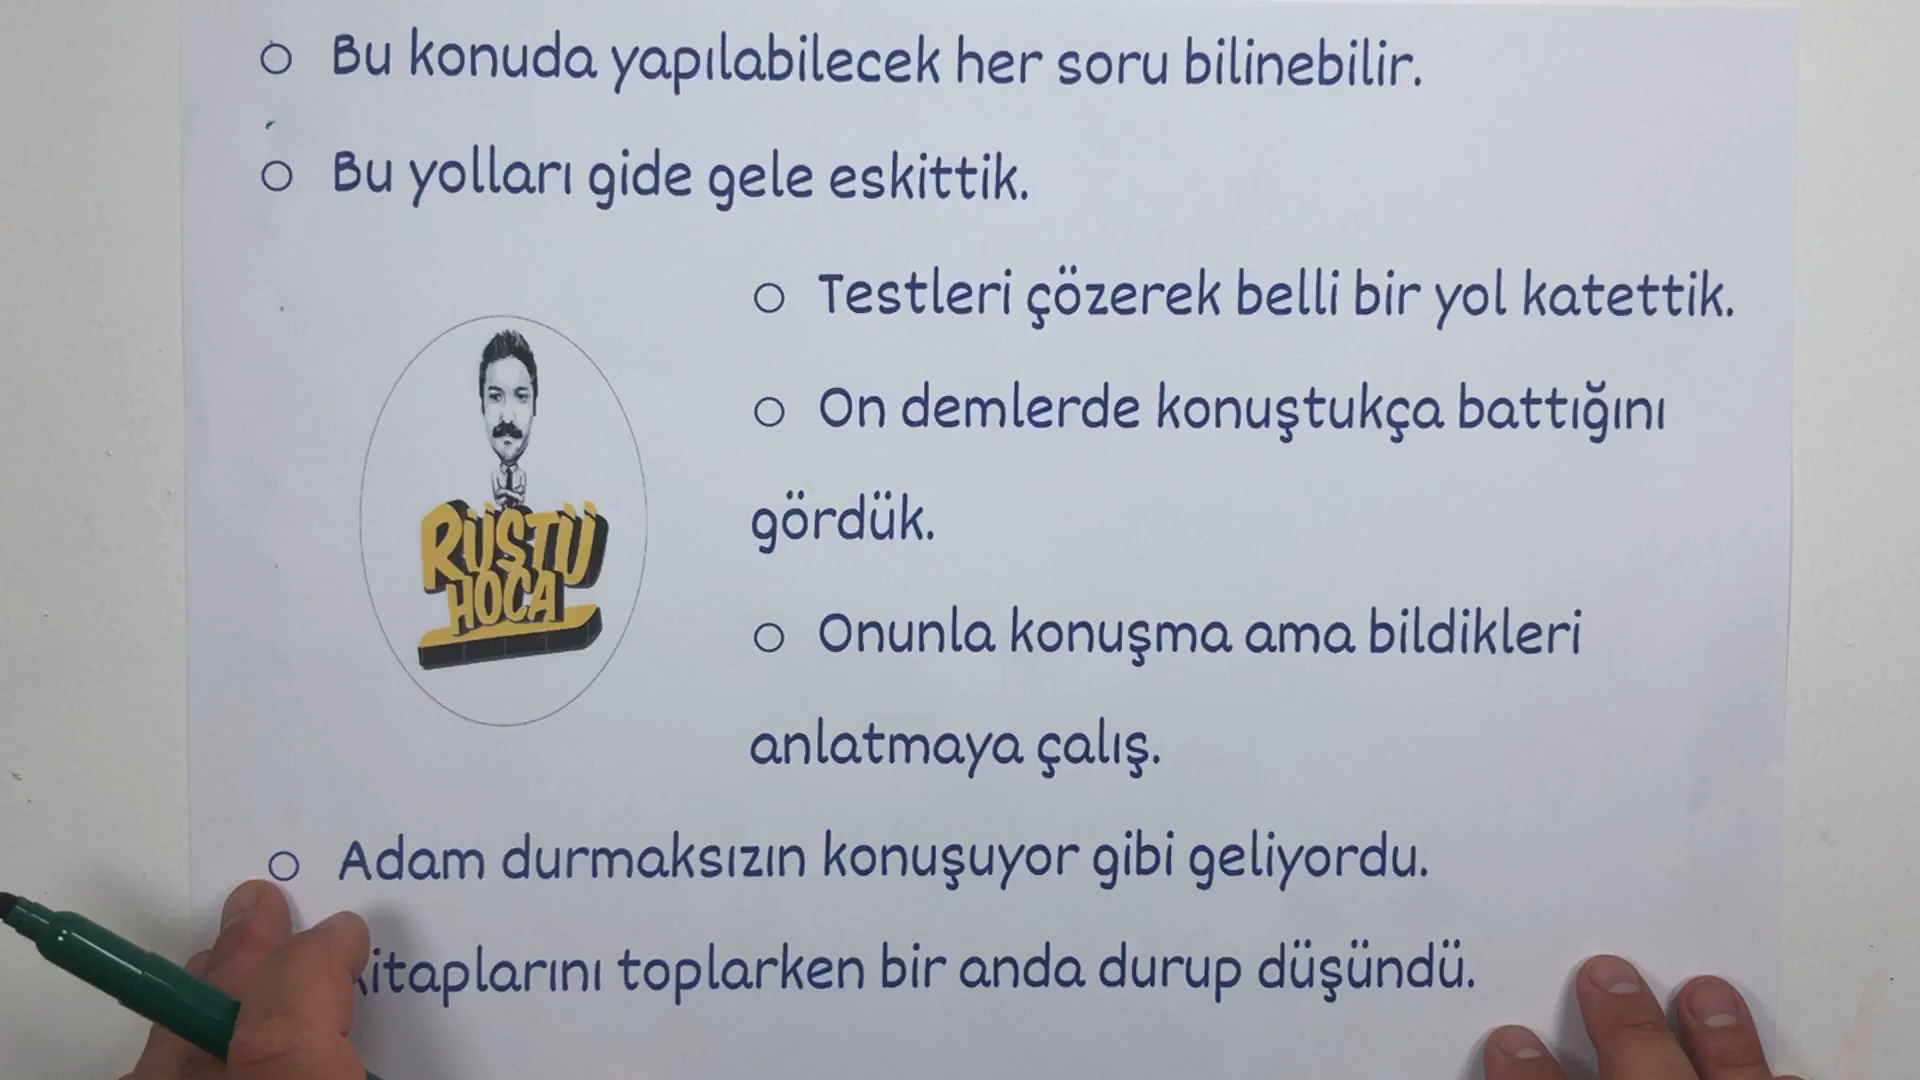 ○ Bu konuda yapılabilecek her soru bilinebilir.
○ Bu yolları gide gele eskittik.
○ Testleri çözerek belli bir yol katettik.
○ On demlerde konuştukça battığını
gördük.
○ Onunla konuşma ama bildikleri
anlatmaya çalış.
RÜŞTÜ
HOCA
○ Adam durmaksızın konuşuyor gibi geliyordu.
toplarken bir anda durup düşündü.